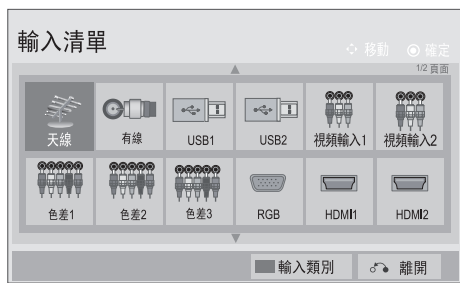 輸入清單
移動 確定
1/2 頁面
天線 有線 USB1 USB2 視頻輸入1 視頻輸入2
色差1 色差2 色差3 RGB HDMI1 HDMI2
輸入類別 離開